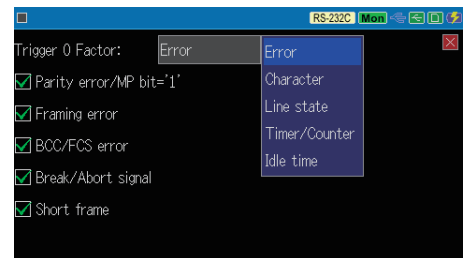 RS-232C Mon
Trigger 0 Factor: Error
Error
Character
Line state
Timer/Counter
Idle time
Parity error/MP bit='1'
Framing error
BCC/FCS error
Break/Abort signal
Short frame